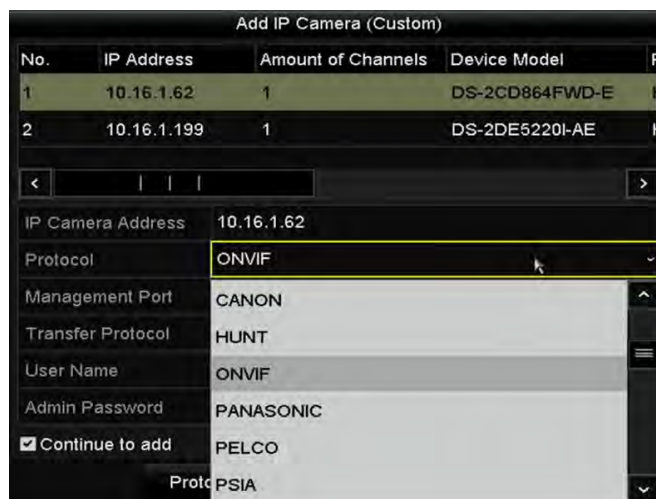 Add IP Camera (Custom)
No. IP Address Amount of Channels Device Model
1 10.16.1.62 1 DS-2CD864FWD-E
2 10.16.1.199 1 DS-2DE5220I-AE
IP Camera Address 10.16.1.62
Protocol ONVIF
Management Port CANON
Transfer Protocol HUNT
User Name ONVIF
Admin Password PANASONIC
Continue to add PELCO
Proto PSIA